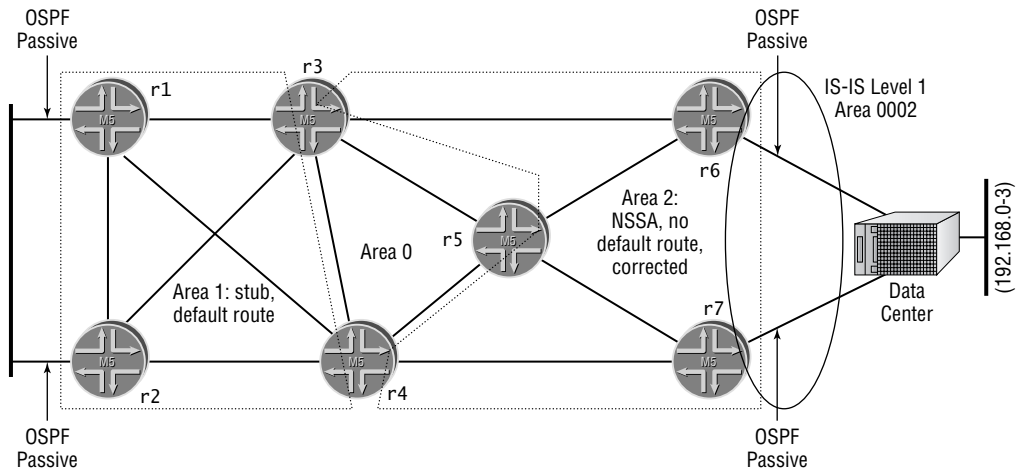 OSPF
Passive
OSPF
Passive
IS-IS Level 1
Area 0002
r1
r3
r6
M5
M5
M5
Area 2:
NSSA, no
default route,
corrected
r5
M5
Area 0
Area 1: stub,
default route
Data
Center
(192.168.0-3)
r7
M5
M5
M5
r2
r4
OSPF
Passive
OSPF
Passive